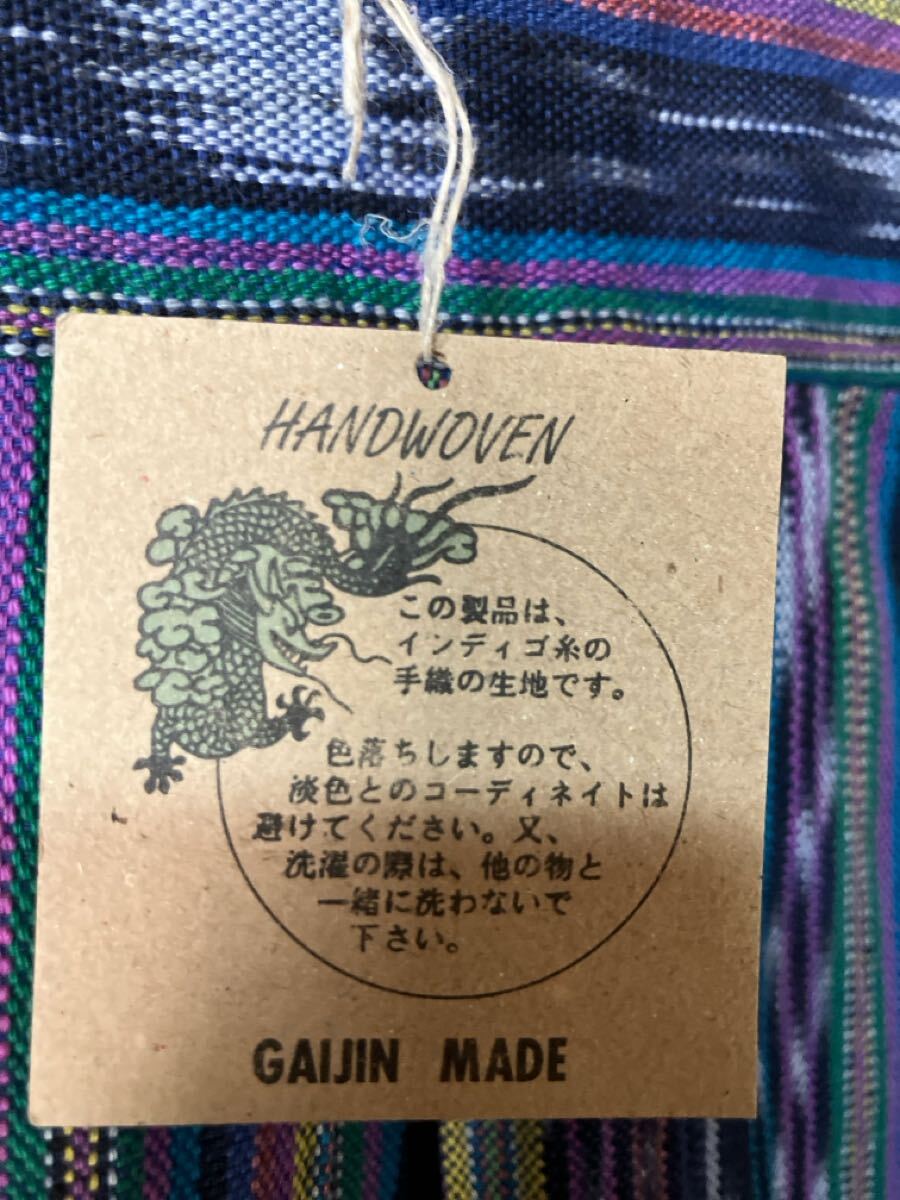 HANDWOVEN
この製品は、
インディゴ糸の
手織の生地です。
色落ちしますので、
淡色とのコーディネイトは
避けてください。又、
洗濯の際は、他の物と
一緒に洗わないで
下さい。
GAIJIN MADE